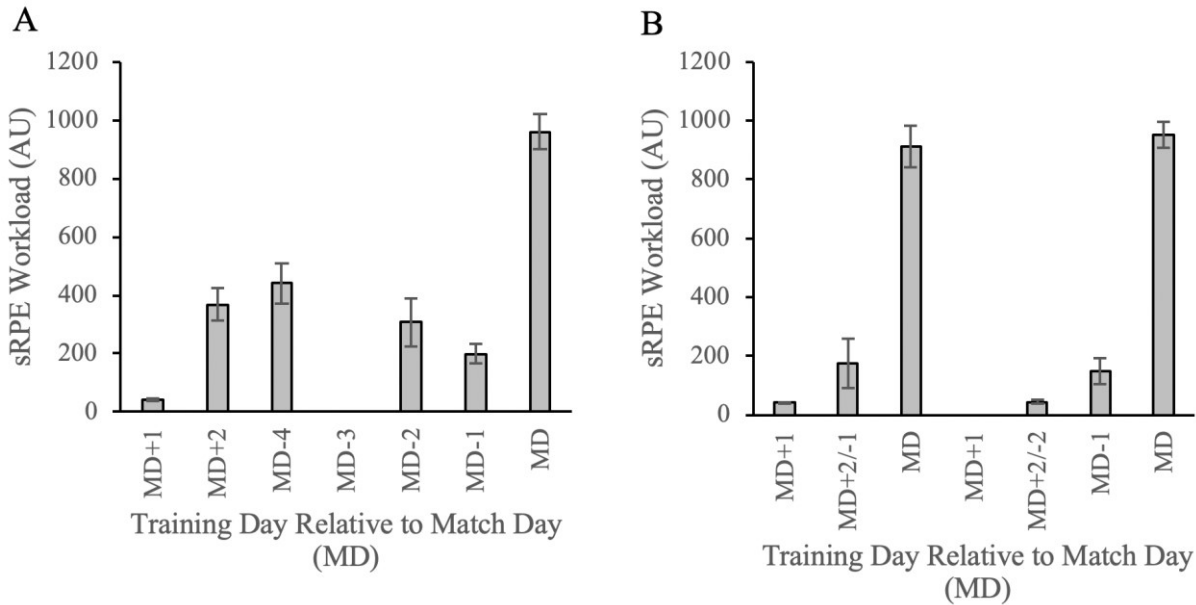 A
sRPE Workload (AU)
1200
1000
800
600
400
200
0
MD+1
MD+2
MD-4
MD-3
MD-2
MD-1
MD
Training Day Relative to Match Day
(MD)
B
sRPE Workload (AU)
1200
1000
800
600
400
200
0
MD+1
MD+2/-1
MD
MD+1
MD+2/-2
MD-1
MD
Training Day Relative to Match Day
(MD)